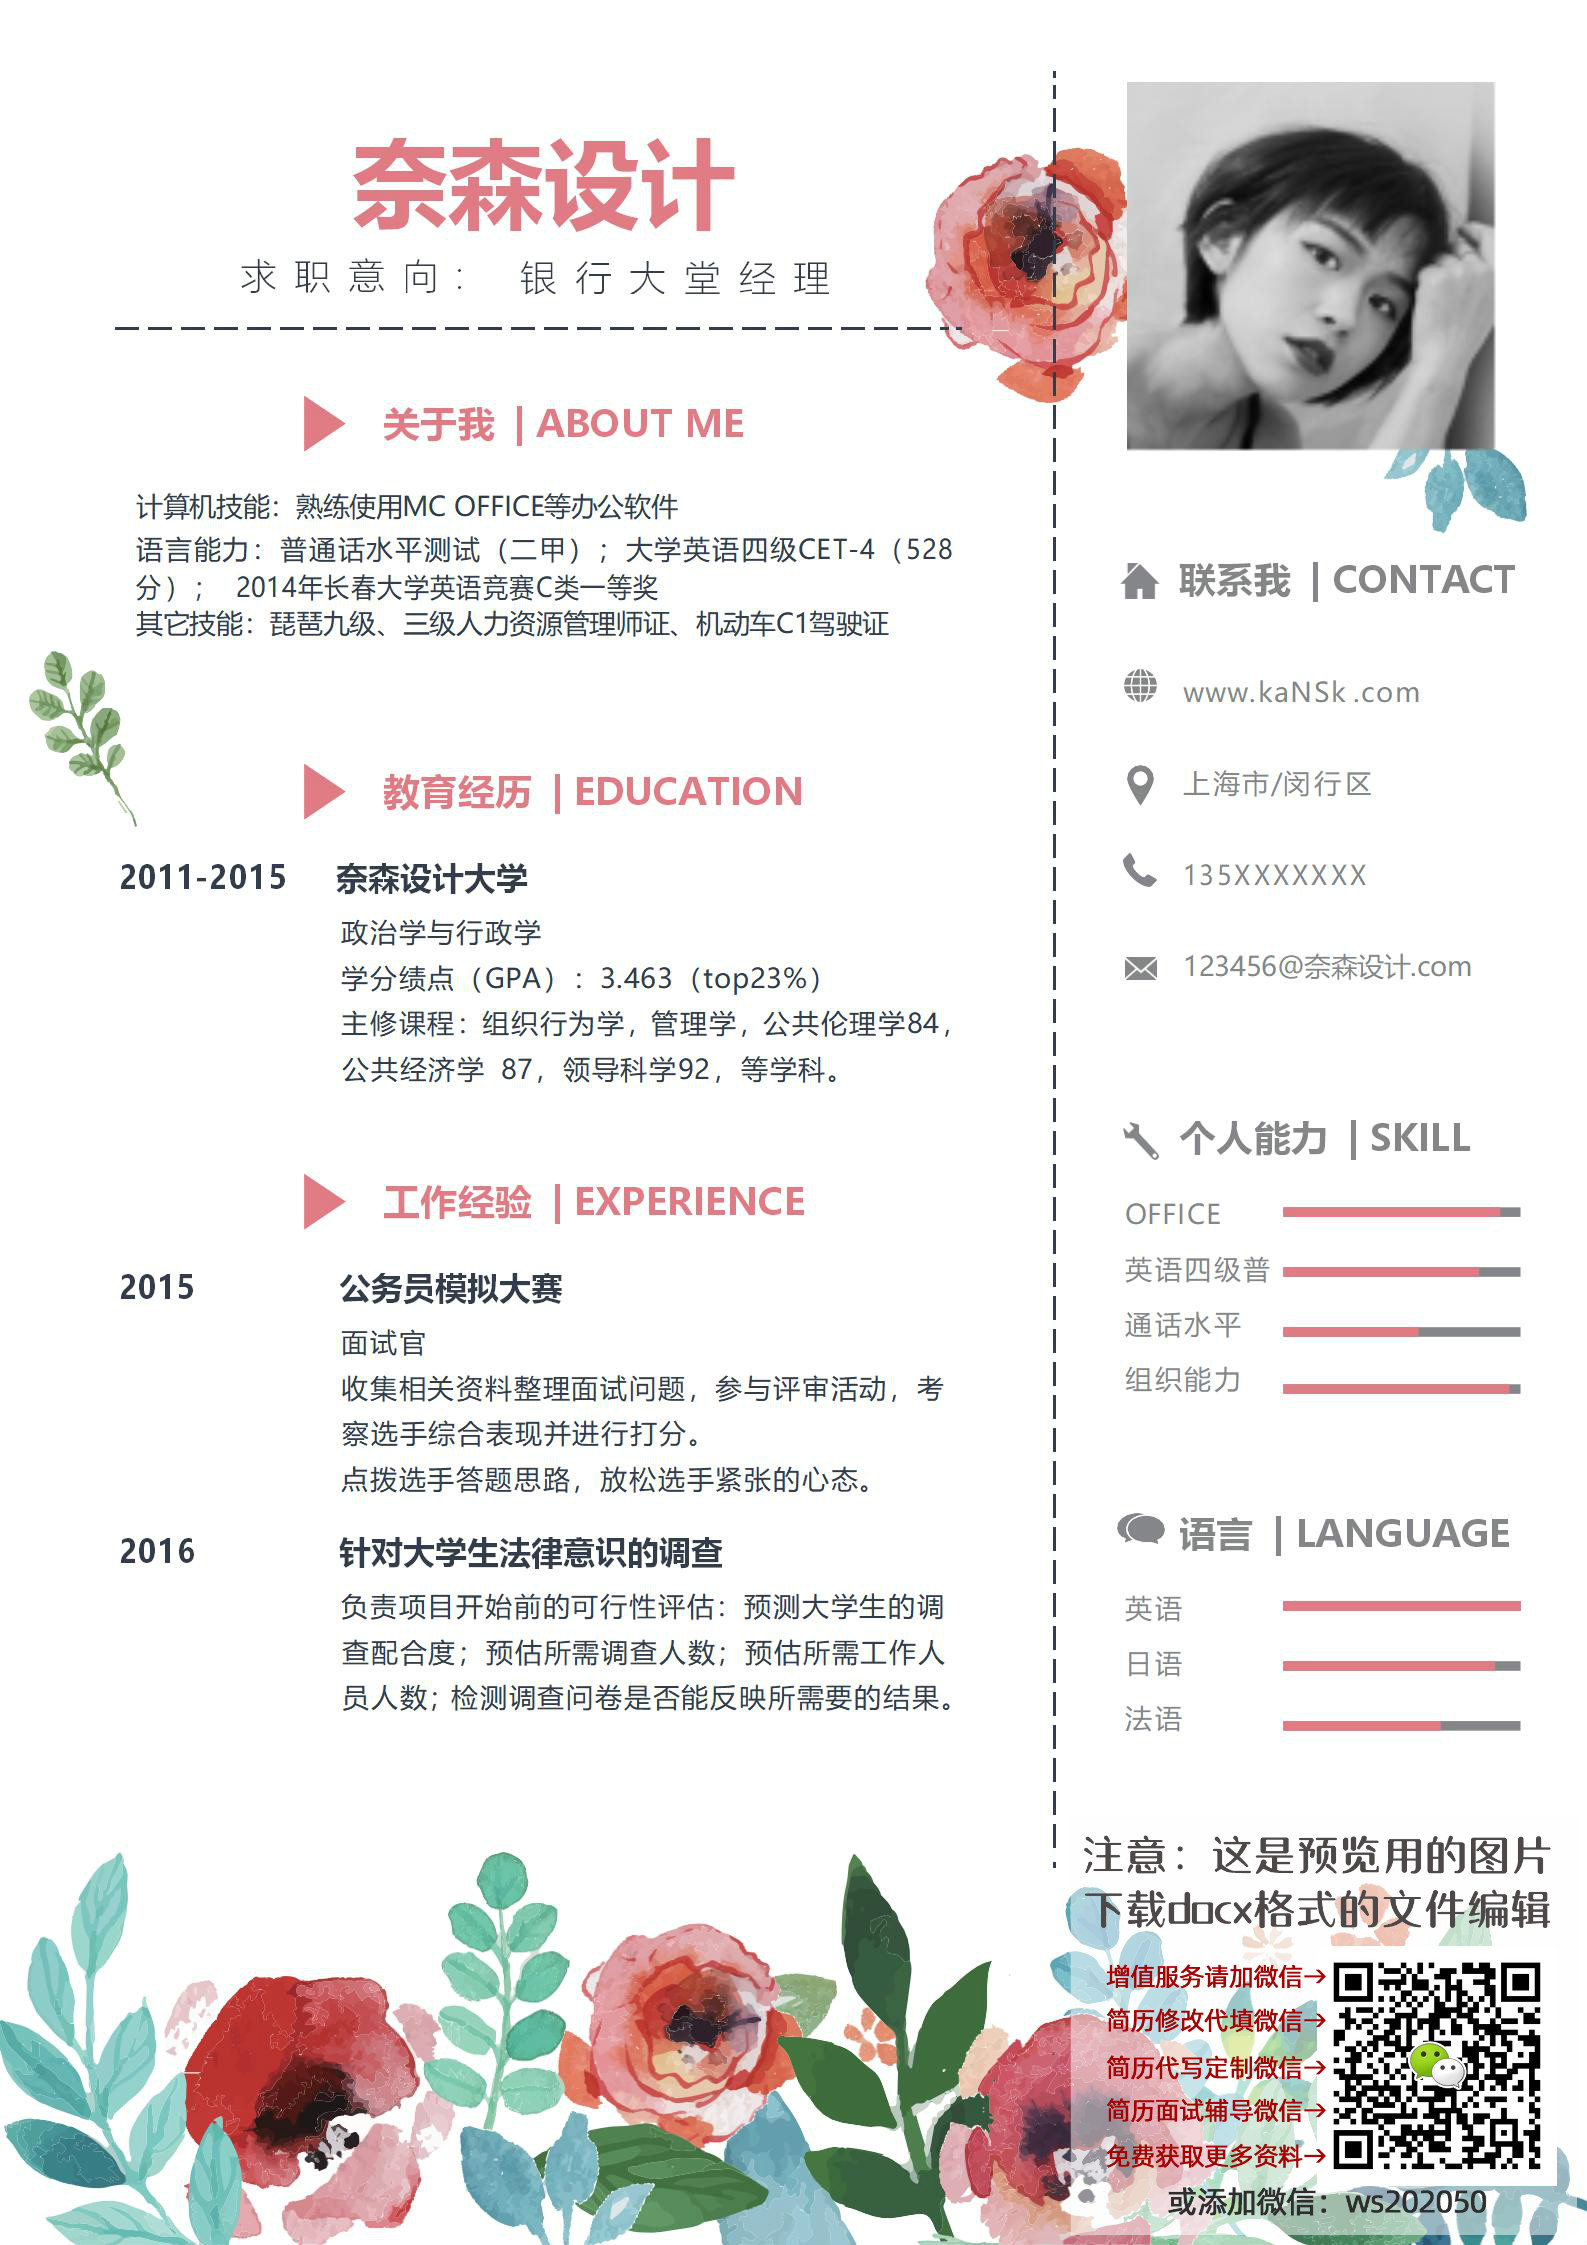 奈森设计
求职意向： 银行大堂经理
关于我 | ABOUT ME
计算机技能：熟练使用MC OFFICE等办公软件
语言能力：普通话水平测试（二甲）；大学英语四级CET-4（528
分）； 2014年长春大学英语竞赛C类一等奖
其它技能：琵琶九级、三级人力资源管理师证、机动车C1驾驶证
教育经历 | EDUCATION
2011-2015 奈森设计大学
政治学与行政学
学分绩点（GPA）：3.463（top23%）
主修课程：组织行为学，管理学，公共伦理学84，
公共经济学 87，领导科学92，等学科。
工作经验 | EXPERIENCE
2015 公务员模拟大赛
面试官
收集相关资料整理面试问题，参与评审活动，考
察选手综合表现并进行打分。
点拨选手答题思路，放松选手紧张的心态。
2016 针对大学生法律意识的调查
负责项目开始前的可行性评估：预测大学生的调
查配合度；预估所需调查人数；预估所需工作人
员人数；检测调查问卷是否能反映所需要的结果。
联系我 | CONTACT
www.kaNSk.com
上海市/闵行区
135XXXXXXX
123456@奈森设计.com
个人能力 | SKILL
OFFICE
英语四级普
通话水平
组织能力
语言 | LANGUAGE
英语
日语
法语
注意：这是预览用的图片
下载docx格式的文件编辑
增值服务请加微信→
简历修改代填微信→
简历代写定制微信→
简历面试辅导微信→
免费获取更多资料→
或添加微信：ws202050